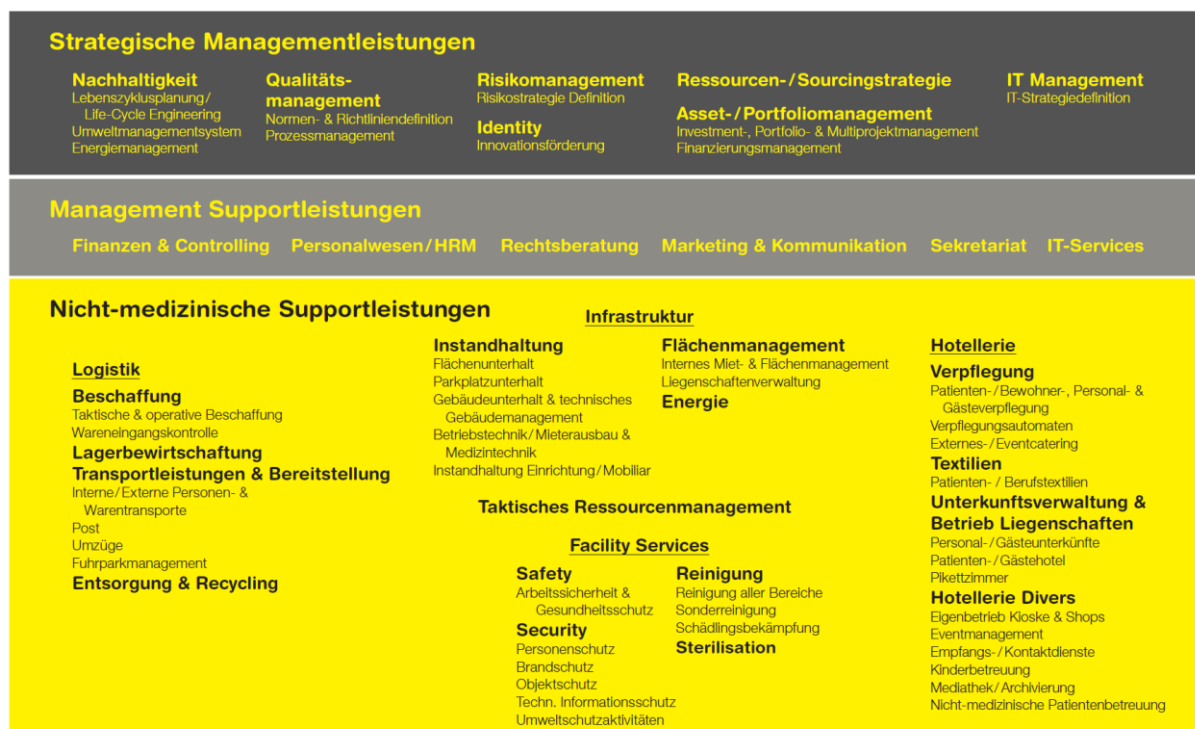 Strategische Managementleistungen
Nachhaltigkeit
Lebenszyklusplanung/
Life-Cycle Engineering
Umweltmanagementsystem
Energiemanagement
Qualitäts-
management
Normen- & Richtliniendefinition
Prozessmanagement
Risikomanagement
Risikostrategie Definition
Identity
Innovationsförderung
Ressourcen-/Sourcingstrategie
Asset-/Portfoliomanagement
Investment-, Portfolio- & Multiprojektmanagement
Finanzierungsmanagement
IT Management
IT-Strategiedefinition
Management Supportleistungen
Finanzen & Controlling Personalwesen/HRM Rechtsberatung Marketing & Kommunikation Sekretariat IT-Services
Nicht-medizinische Supportleistungen
Logistik
Beschaffung
Taktische & operative Beschaffung
Wareneingangskontrolle
Lagerbewirtschaftung
Transportleistungen & Bereitstellung
Interne/Externe Personen- &
Warentransporte
Post
Umzüge
Fuhrparkmanagement
Entsorgung & Recycling
Infrastruktur
Instandhaltung
Flächenunterhalt
Parkplatzunterhalt
Gebäudeunterhalt & technisches
Gebäudemanagement
Betriebstechnik/Mieterausbau &
Medizintechnik
Instandhaltung Einrichtung/Mobiliar
Flächenmanagement
Internes Miet- & Flächenmanagement
Liegenschaftenverwaltung
Energie
Taktisches Ressourcenmanagement
Facility Services
Safety
Arbeitssicherheit &
Gesundheitsschutz
Security
Personenschutz
Brandschutz
Objektschutz
Techn. Informationsschutz
Umweltschutzaktivitäten
Reinigung
Reinigung aller Bereiche
Sonderreinigung
Schädlingsbekämpfung
Sterilisation
Hotellerie
Verpflegung
Patienten-/Bewohner-, Personal- &
Gästeverpflegung
Verpflegungsautomaten
Externes-/Eventcatering
Textilien
Patienten- / Berufstextilien
Unterkunftsverwaltung &
Betrieb Liegenschaften
Personal-/Gästeunterkünfte
Patienten-/Gästehotel
Pikettzimmer
Hotellerie Divers
Eigenbetrieb Kioske & Shops
Eventmanagement
Empfangs-/Kontaktdienste
Kinderbetreuung
Mediathek/Archivierung
Nicht-medizinische Patientenbetreuung